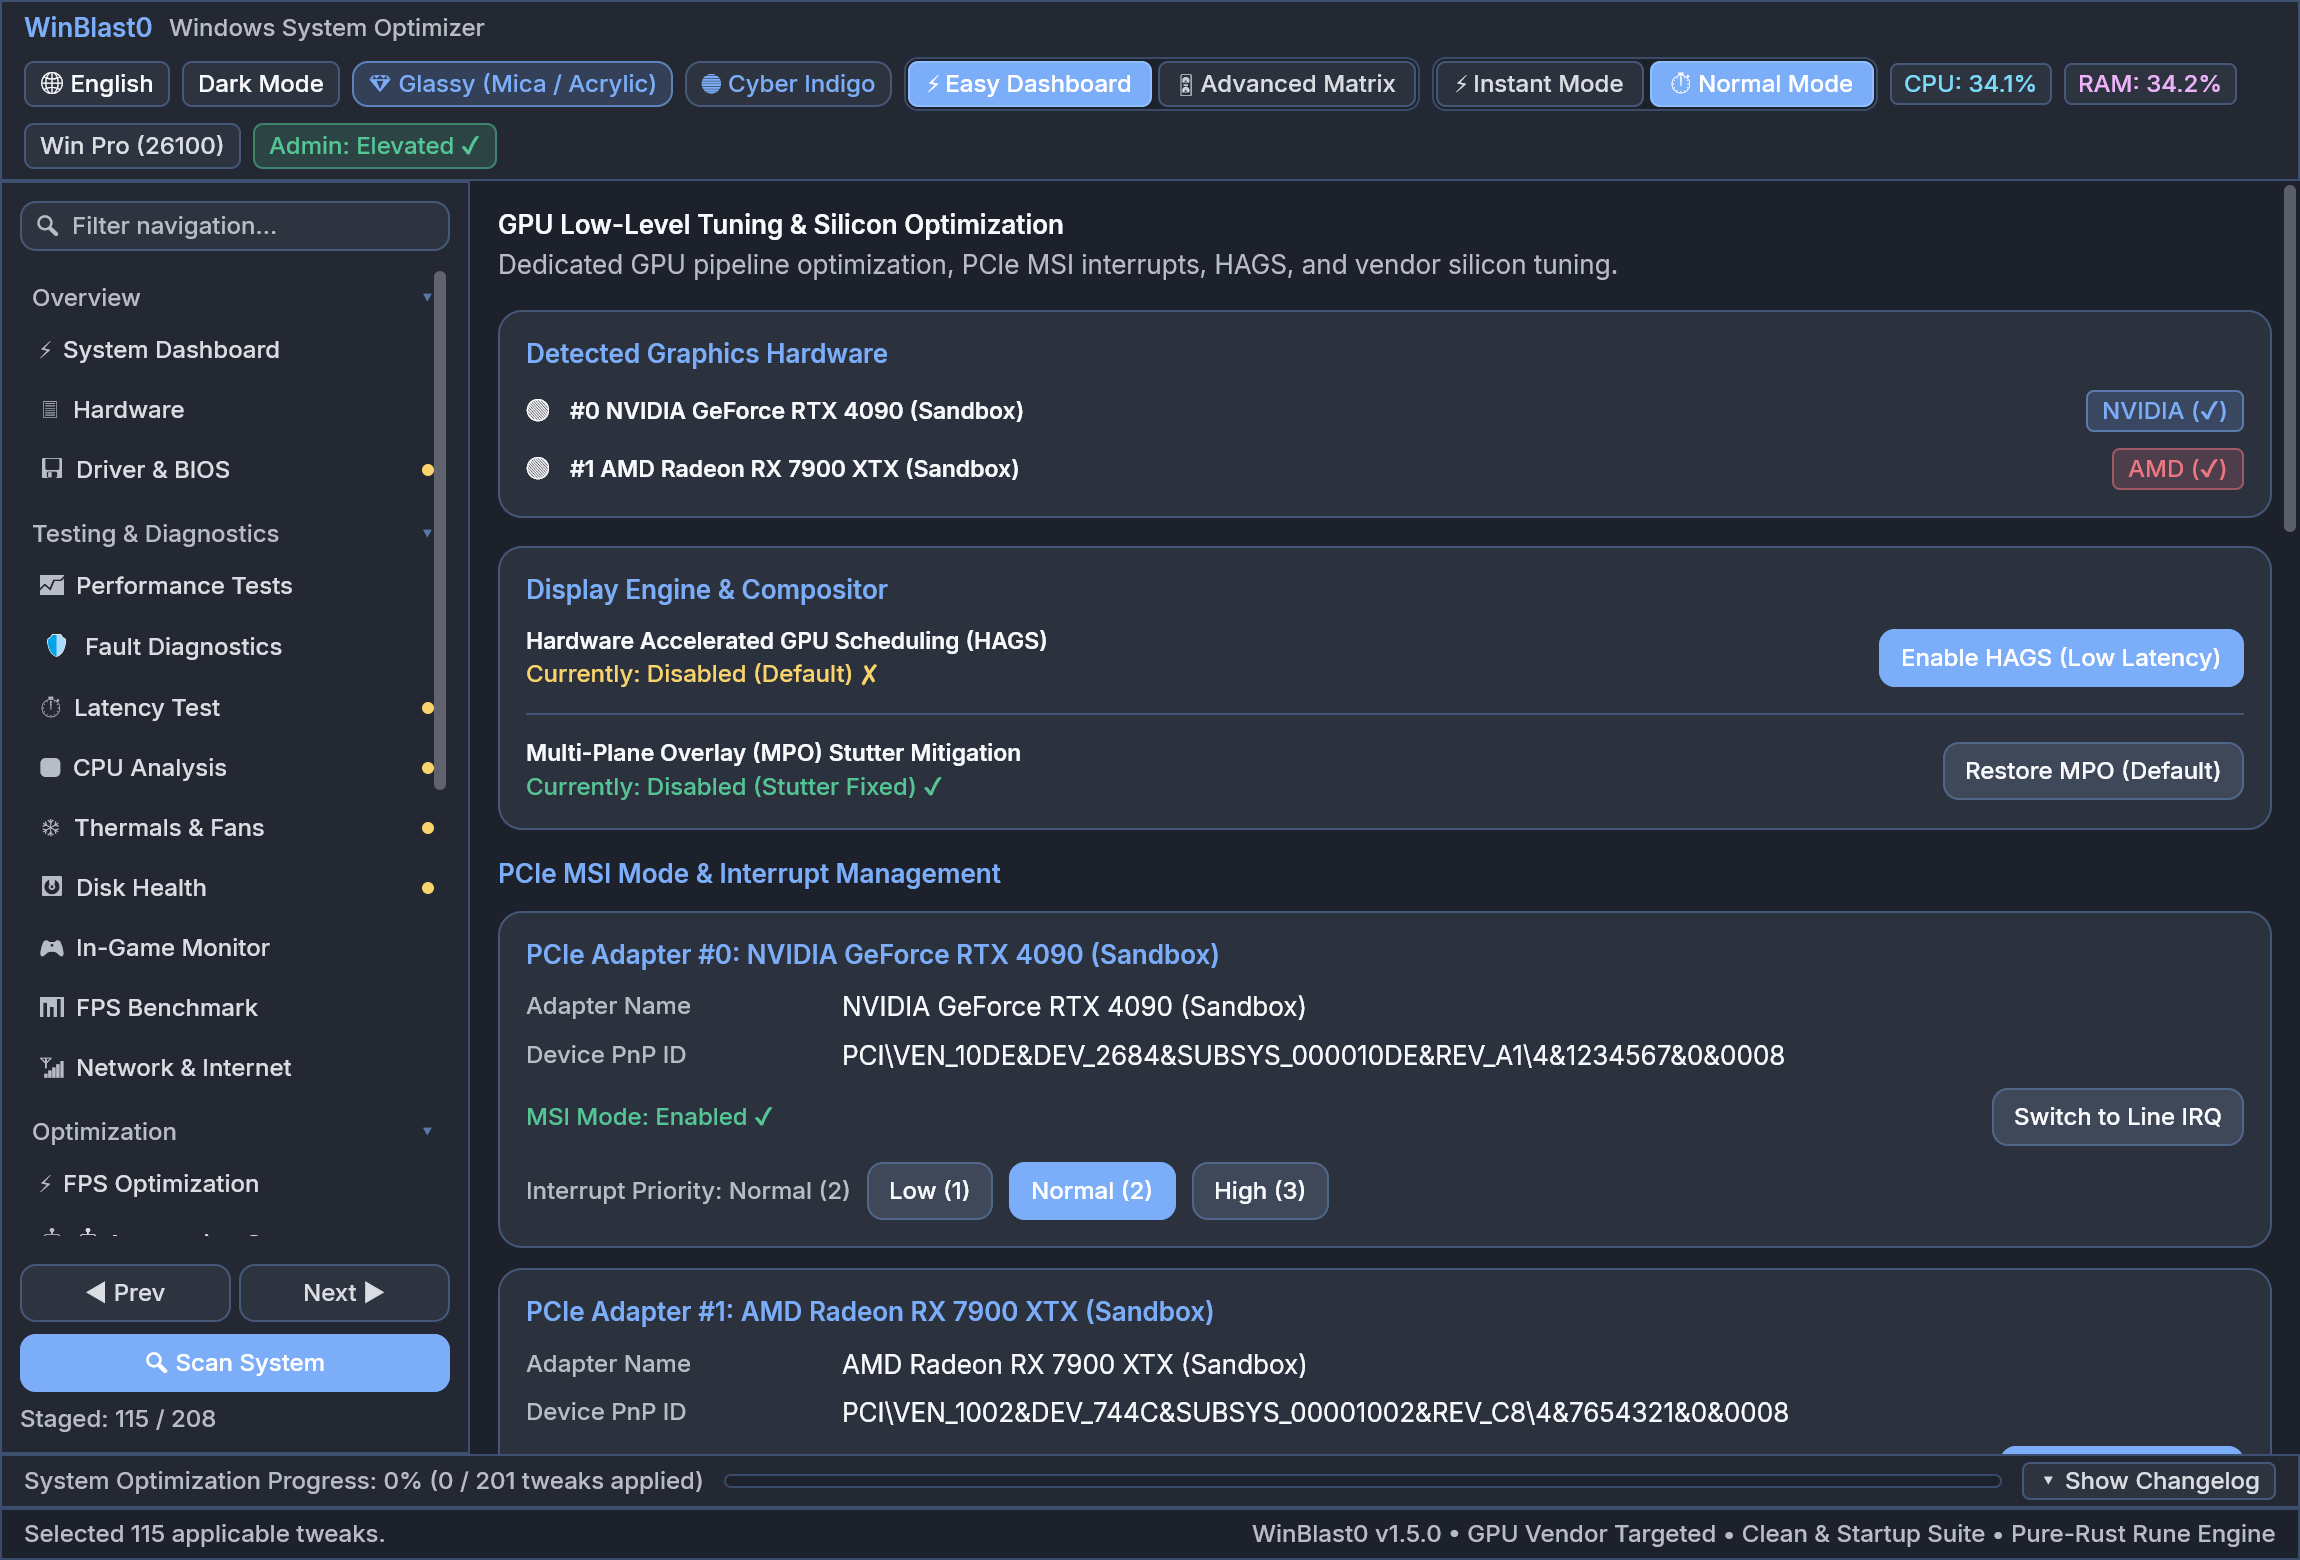 WinBlast0 Windows System Optimizer
English Dark Mode Glassy (Mica / Acrylic) Cyber Indigo Easy Dashboard Advanced Matrix Instant Mode Normal Mode CPU: 34.1% RAM: 34.2%
Win Pro (26100) Admin: Elevated ✓
Filter navigation...
Overview
System Dashboard
Hardware
Driver & BIOS
Testing & Diagnostics
Performance Tests
Fault Diagnostics
Latency Test
CPU Analysis
Thermals & Fans
Disk Health
In-Game Monitor
FPS Benchmark
Network & Internet
Optimization
FPS Optimization
◀ Prev Next ▶
Scan System
Staged: 115 / 208
GPU Low-Level Tuning & Silicon Optimization
Dedicated GPU pipeline optimization, PCIe MSI interrupts, HAGS, and vendor silicon tuning.
Detected Graphics Hardware
#0 NVIDIA GeForce RTX 4090 (Sandbox) NVIDIA (✓)
#1 AMD Radeon RX 7900 XTX (Sandbox) AMD (✓)
Display Engine & Compositor
Hardware Accelerated GPU Scheduling (HAGS)
Currently: Disabled (Default) ✗
Enable HAGS (Low Latency)
Multi-Plane Overlay (MPO) Stutter Mitigation
Currently: Disabled (Stutter Fixed) ✓
Restore MPO (Default)
PCIe MSI Mode & Interrupt Management
PCIe Adapter #0: NVIDIA GeForce RTX 4090 (Sandbox)
Adapter Name NVIDIA GeForce RTX 4090 (Sandbox)
Device PnP ID PCI\VEN_10DE&DEV_2684&SUBSYS_000010DE&REV_A1\4&1234567&0&0008
MSI Mode: Enabled ✓ Switch to Line IRQ
Interrupt Priority: Normal (2) Low (1) Normal (2) High (3)
PCIe Adapter #1: AMD Radeon RX 7900 XTX (Sandbox)
Adapter Name AMD Radeon RX 7900 XTX (Sandbox)
Device PnP ID PCI\VEN_1002&DEV_744C&SUBSYS_00001002&REV_C8\4&7654321&0&0008
System Optimization Progress: 0% (0 / 201 tweaks applied) ▾ Show Changelog
Selected 115 applicable tweaks. WinBlast0 v1.5.0 • GPU Vendor Targeted • Clean & Startup Suite • Pure-Rust Rune Engine